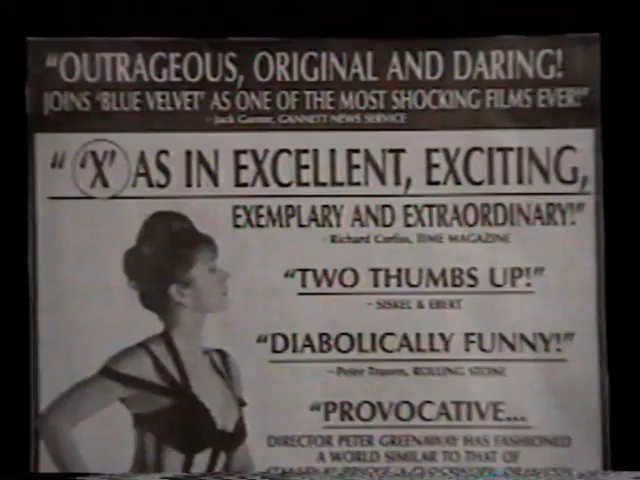 "OUTRAGEOUS, ORIGINAL AND DARING!
JOINS 'BLUE VELVET' AS ONE OF THE MOST SHOCKING FILMS EVER!"
- Jack Garner, GANNETT NEWS SERVICE
" 'X' AS IN EXCELLENT, EXCITING,
EXEMPLARY AND EXTRAORDINARY!"
- Richard Corliss, TIME MAGAZINE
"TWO THUMBS UP!"
- SISKEL & EBERT
"DIABOLICALLY FUNNY!"
- Peter Travers, ROLLING STONE
"PROVOCATIVE...
DIRECTOR PETER GREENAWAY HAS FASHIONED
A WORLD SIMILAR TO THAT OF